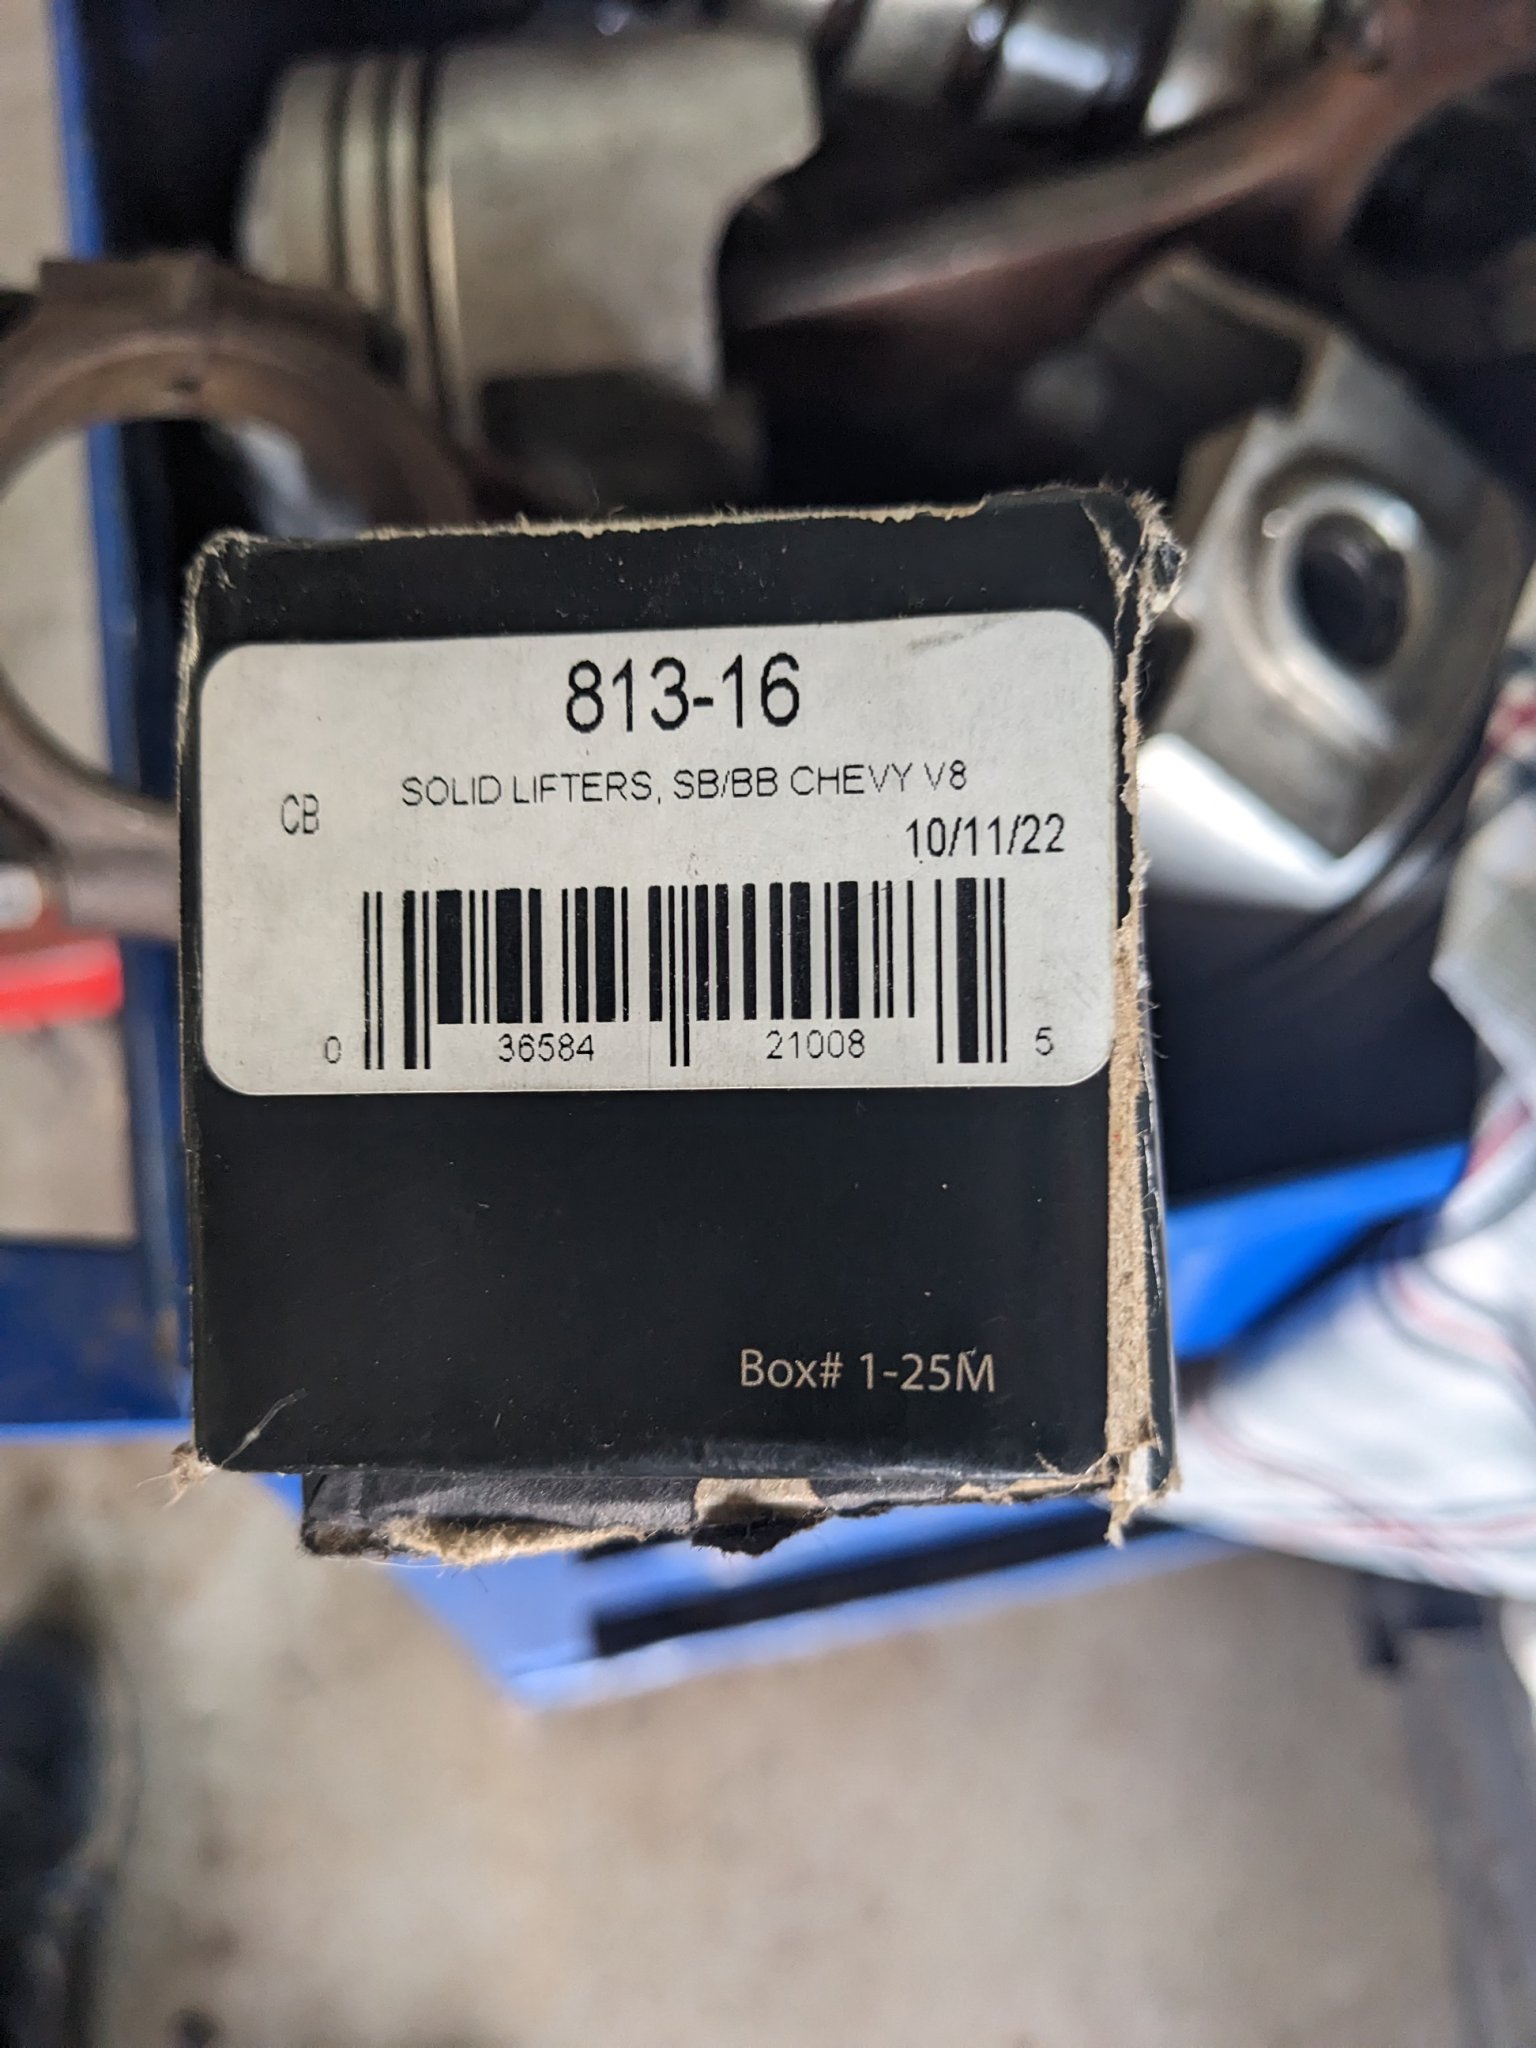 813-16
SOLID LIFTERS, SB/BB CHEVY V8
CB
10/11/22
0 36584 21008 5
Box# 1-25M